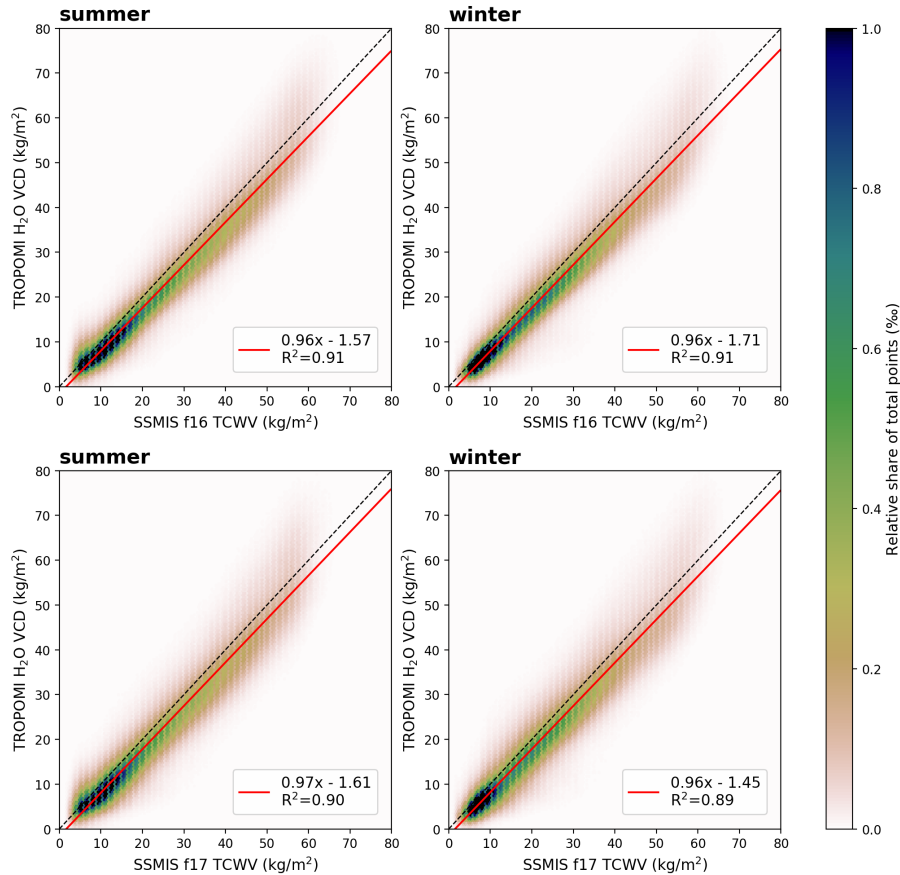 summer
80
70
60
50
40
30
20
10
0
TROPOMI H₂O VCD (kg/m²)
0.96x - 1.57
R²=0.91
0 10 20 30 40 50 60 70 80
SSMIS f16 TCWV (kg/m²)
winter
80
70
60
50
40
30
20
10
0
TROPOMI H₂O VCD (kg/m²)
0.96x - 1.71
R²=0.91
0 10 20 30 40 50 60 70 80
SSMIS f16 TCWV (kg/m²)
summer
80
70
60
50
40
30
20
10
0
TROPOMI H₂O VCD (kg/m²)
0.97x - 1.61
R²=0.90
0 10 20 30 40 50 60 70 80
SSMIS f17 TCWV (kg/m²)
winter
80
70
60
50
40
30
20
10
0
TROPOMI H₂O VCD (kg/m²)
0.96x - 1.45
R²=0.89
0 10 20 30 40 50 60 70 80
SSMIS f17 TCWV (kg/m²)
1.0
0.8
0.6
0.4
0.2
0.0
Relative share of total points (‰)